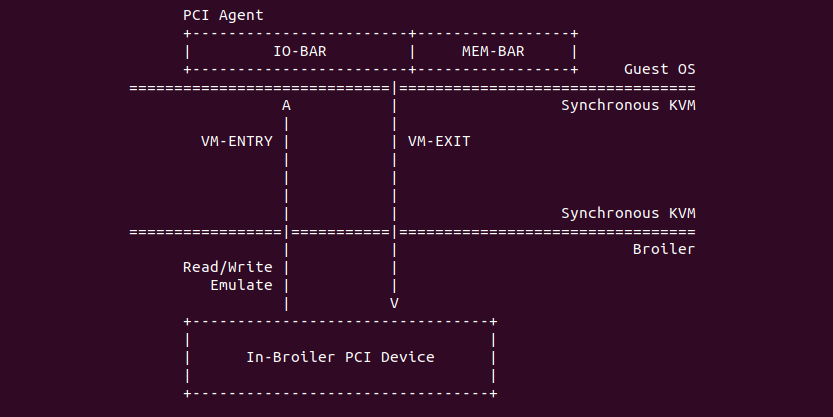 PCI Agent
IO-BAR MEM-BAR
Guest OS
A Synchronous KVM
VM-ENTRY VM-EXIT
Synchronous KVM
Broiler
Read/Write
Emulate
V
In-Broiler PCI Device